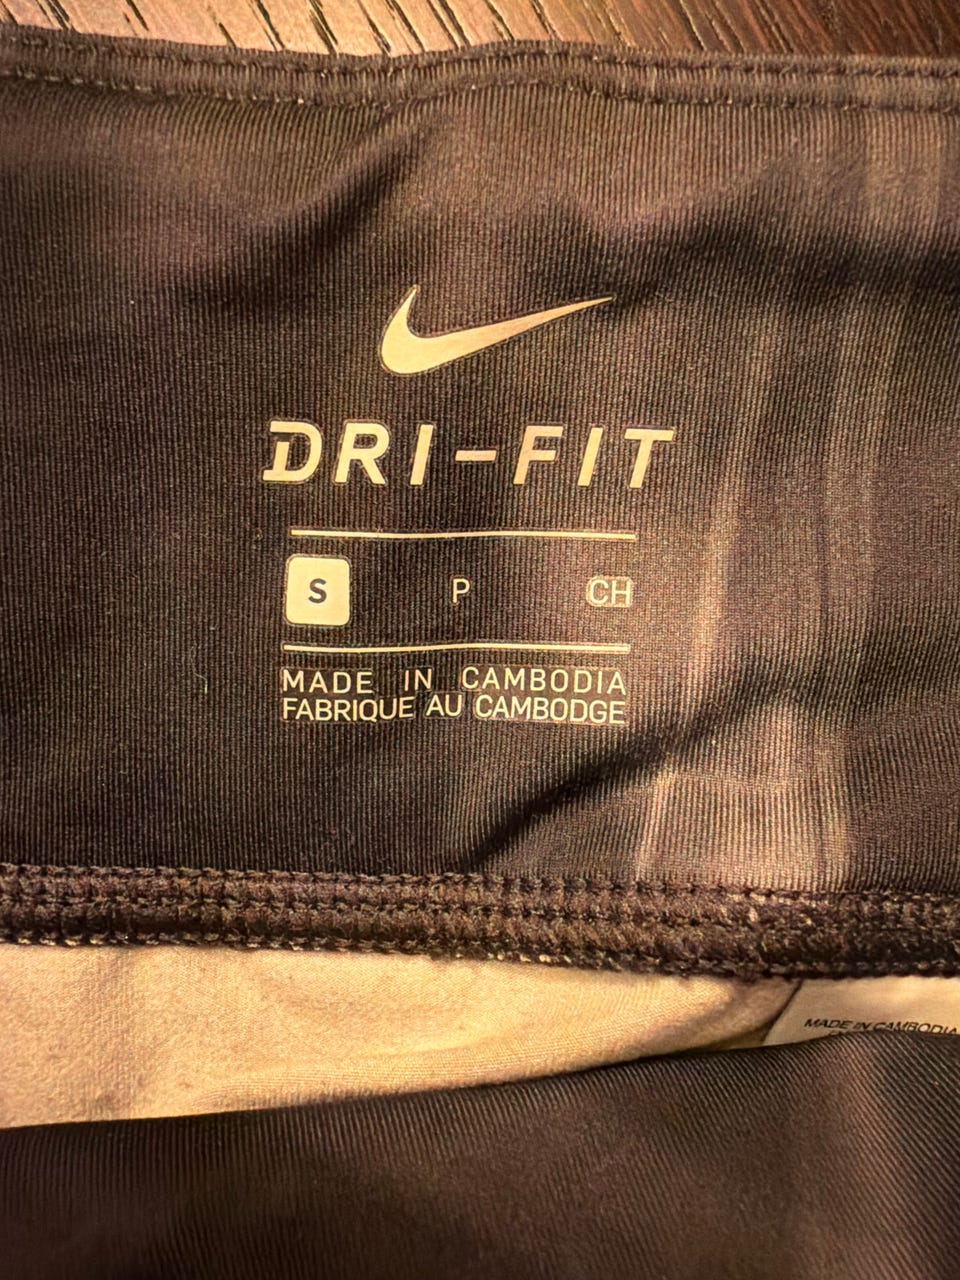 DRI-FIT
S P CH
MADE IN CAMBODIA
FABRIQUE AU CAMBODGE
MADE IN CAMBODIA